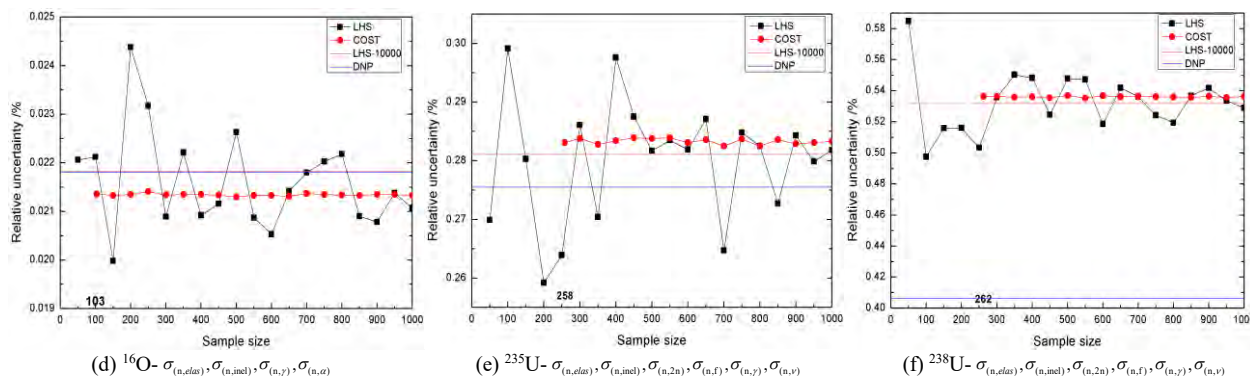 0.025
0.024
0.023
0.022
0.021
0.020
0.019
Relative uncertainty /%
LHS
COST
LHS-10000
DNP
103
0 100 200 300 400 500 600 700 800 900 1000
Sample size
(d) ¹⁶O- σ(n,elas),σ(n,inel),σ(n,γ),σ(n,α)
0.30
0.29
0.28
0.27
0.26
Relative uncertainty /%
LHS
COST
LHS-10000
DNP
258
0 100 200 300 400 500 600 700 800 900 1000
Sample size
(e) ²³⁵U- σ(n,elas),σ(n,inel),σ(n,2n),σ(n,f),σ(n,γ),σ(n,ν)
0.58
0.56
0.54
0.52
0.50
0.48
0.46
0.44
0.42
0.40
Relative uncertainty /%
LHS
COST
LHS-10000
DNP
262
0 100 200 300 400 500 600 700 800 900 1000
Sample size
(f) ²³⁸U- σ(n,elas),σ(n,inel),σ(n,2n),σ(n,f),σ(n,γ),σ(n,ν)